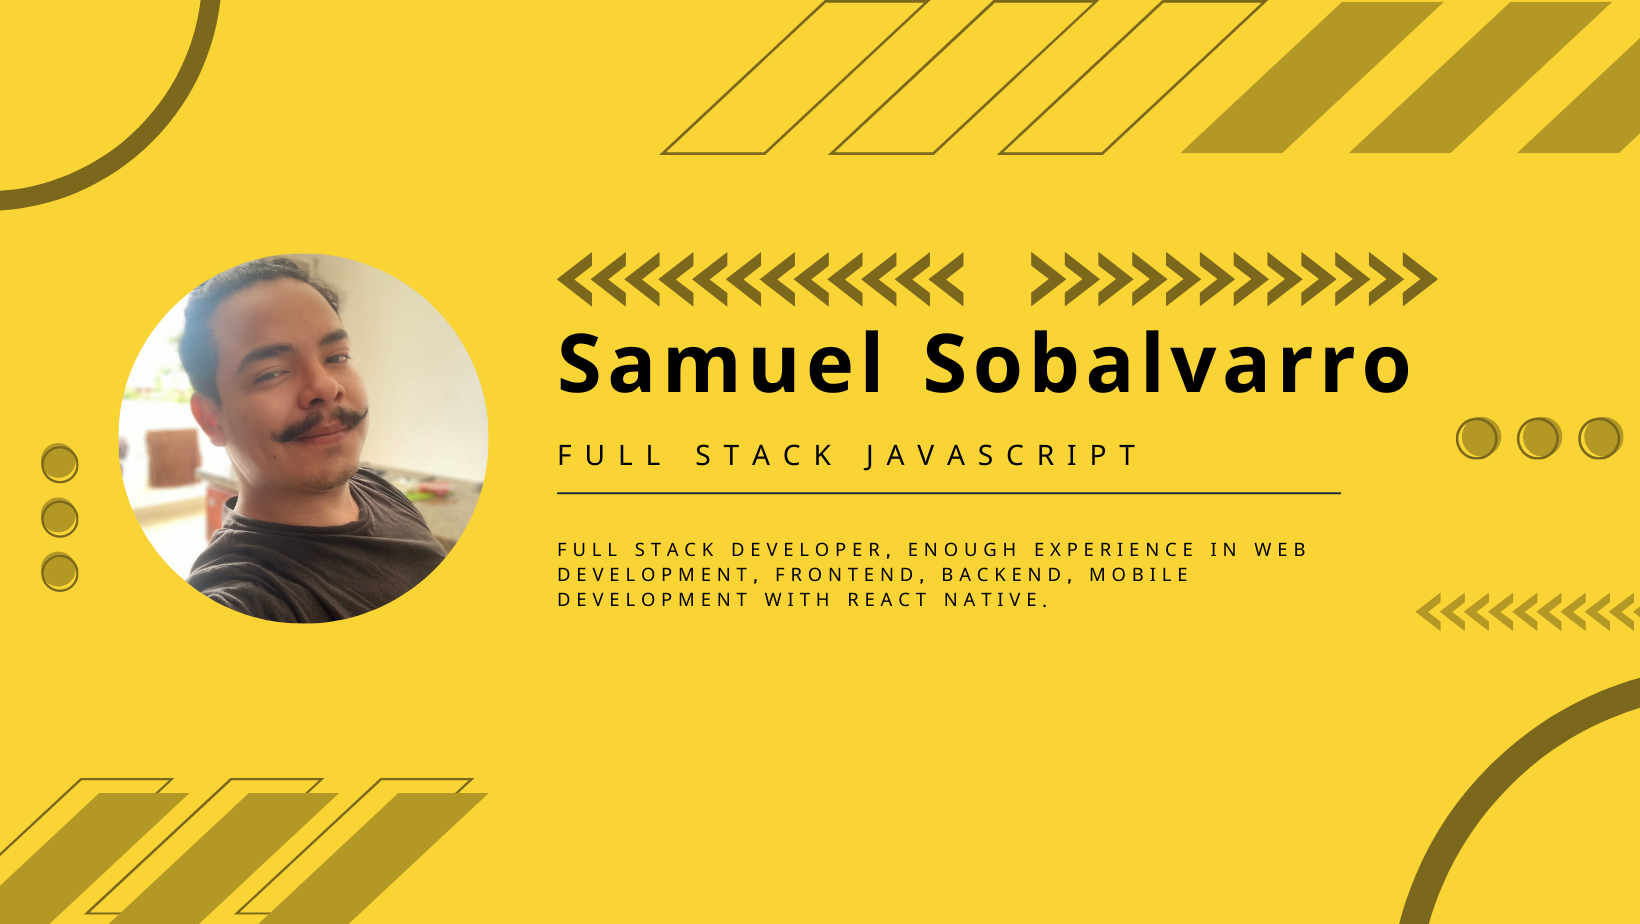 Samuel Sobalvarro
FULL STACK JAVASCRIPT
FULL STACK DEVELOPER, ENOUGH EXPERIENCE IN WEB
DEVELOPMENT, FRONTEND, BACKEND, MOBILE
DEVELOPMENT WITH REACT NATIVE.